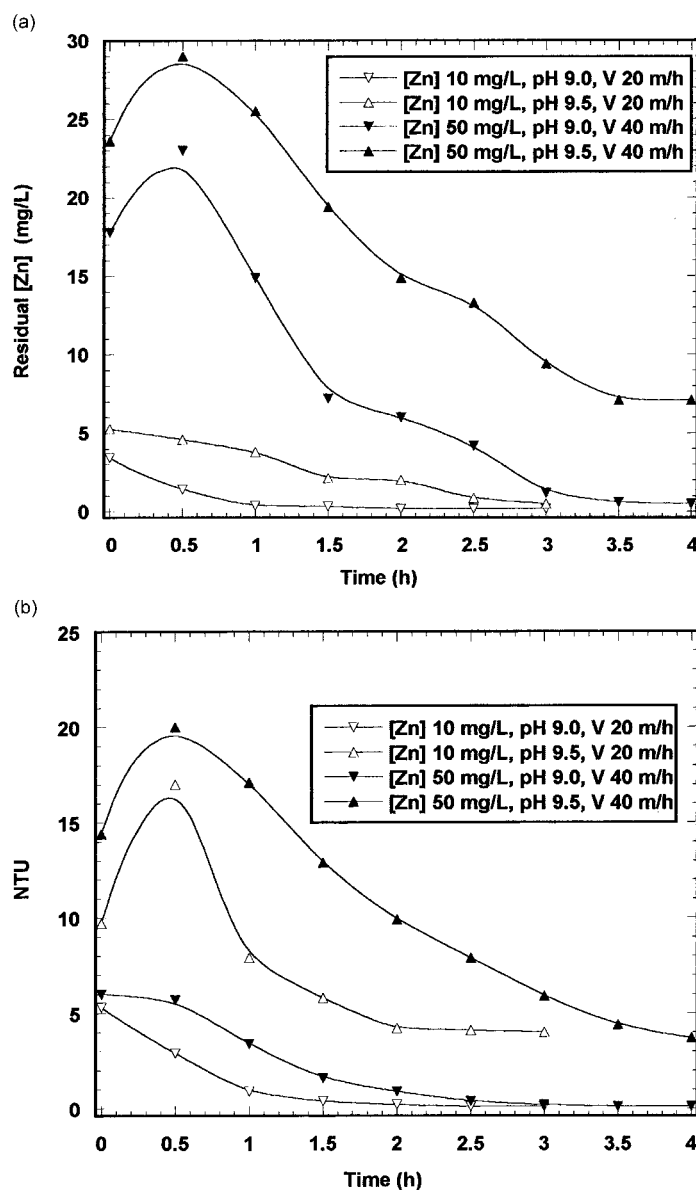 (a)
30
25
20
15
10
5
0
Residual [Zn] (mg/L)
[Zn] 10 mg/L, pH 9.0, V 20 m/h
[Zn] 10 mg/L, pH 9.5, V 20 m/h
[Zn] 50 mg/L, pH 9.0, V 40 m/h
[Zn] 50 mg/L, pH 9.5, V 40 m/h
0 0.5 1 1.5 2 2.5 3 3.5 4
Time (h)
(b)
25
20
15
10
5
0
NTU
[Zn] 10 mg/L, pH 9.0, V 20 m/h
[Zn] 10 mg/L, pH 9.5, V 20 m/h
[Zn] 50 mg/L, pH 9.0, V 40 m/h
[Zn] 50 mg/L, pH 9.5, V 40 m/h
0 0.5 1 1.5 2 2.5 3 3.5 4
Time (h)